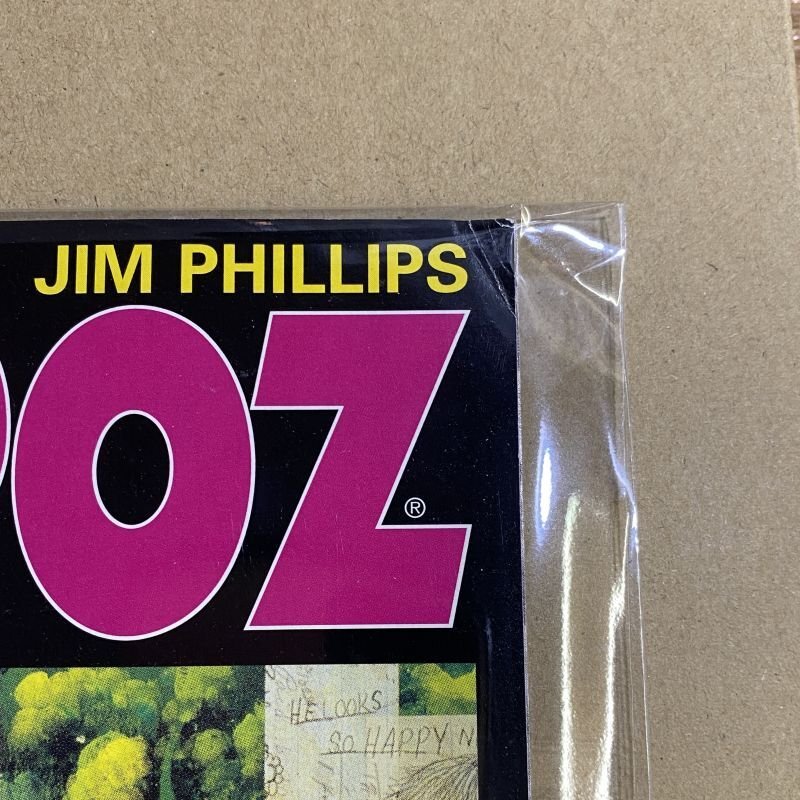 JIM PHILLIPS
OZ
®
HE LOOKS
SO HAPPY N